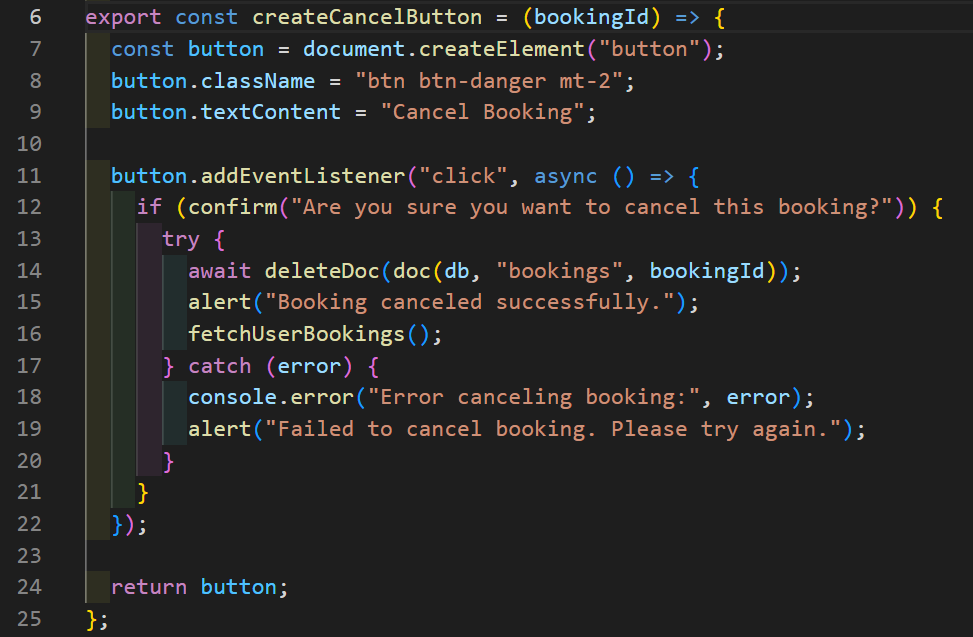 6 export const createCancelButton = (bookingId) => {
7   const button = document.createElement("button");
8   button.className = "btn btn-danger mt-2";
9   button.textContent = "Cancel Booking";
10
11   button.addEventListener("click", async () => {
12     if (confirm("Are you sure you want to cancel this booking?")) {
13       try {
14         await deleteDoc(doc(db, "bookings", bookingId));
15         alert("Booking canceled successfully.");
16         fetchUserBookings();
17       } catch (error) {
18         console.error("Error canceling booking:", error);
19         alert("Failed to cancel booking. Please try again.");
20       }
21     }
22   });
23
24   return button;
25 };